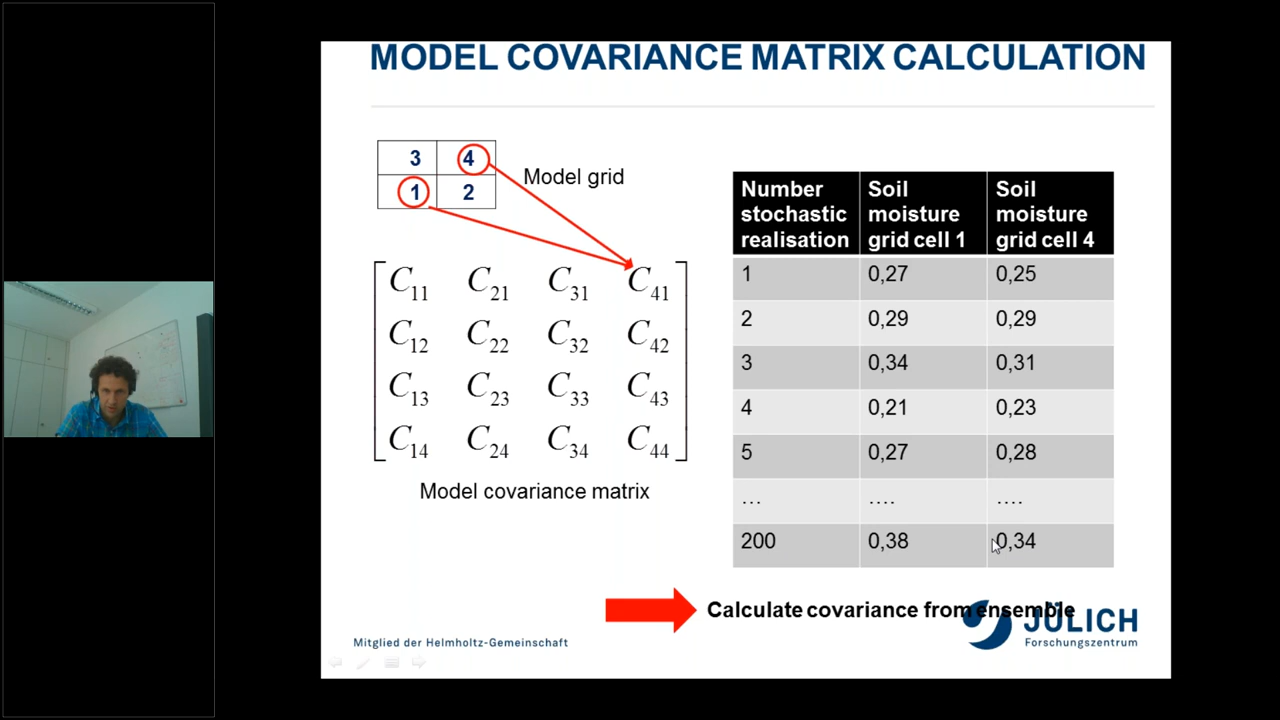 MODEL COVARIANCE MATRIX CALCULATION
3 4
1 2
Model grid
C11 C21 C31 C41
C12 C22 C32 C42
C13 C23 C33 C43
C14 C24 C34 C44
Model covariance matrix
Number stochastic realisation Soil moisture grid cell 1 Soil moisture grid cell 4
1 0,27 0,25
2 0,29 0,29
3 0,34 0,31
4 0,21 0,23
5 0,27 0,28
… …. ….
200 0,38 0,34
Calculate covariance from ensemble
Mitglied der Helmholtz-Gemeinschaft
JÜLICH
Forschungszentrum